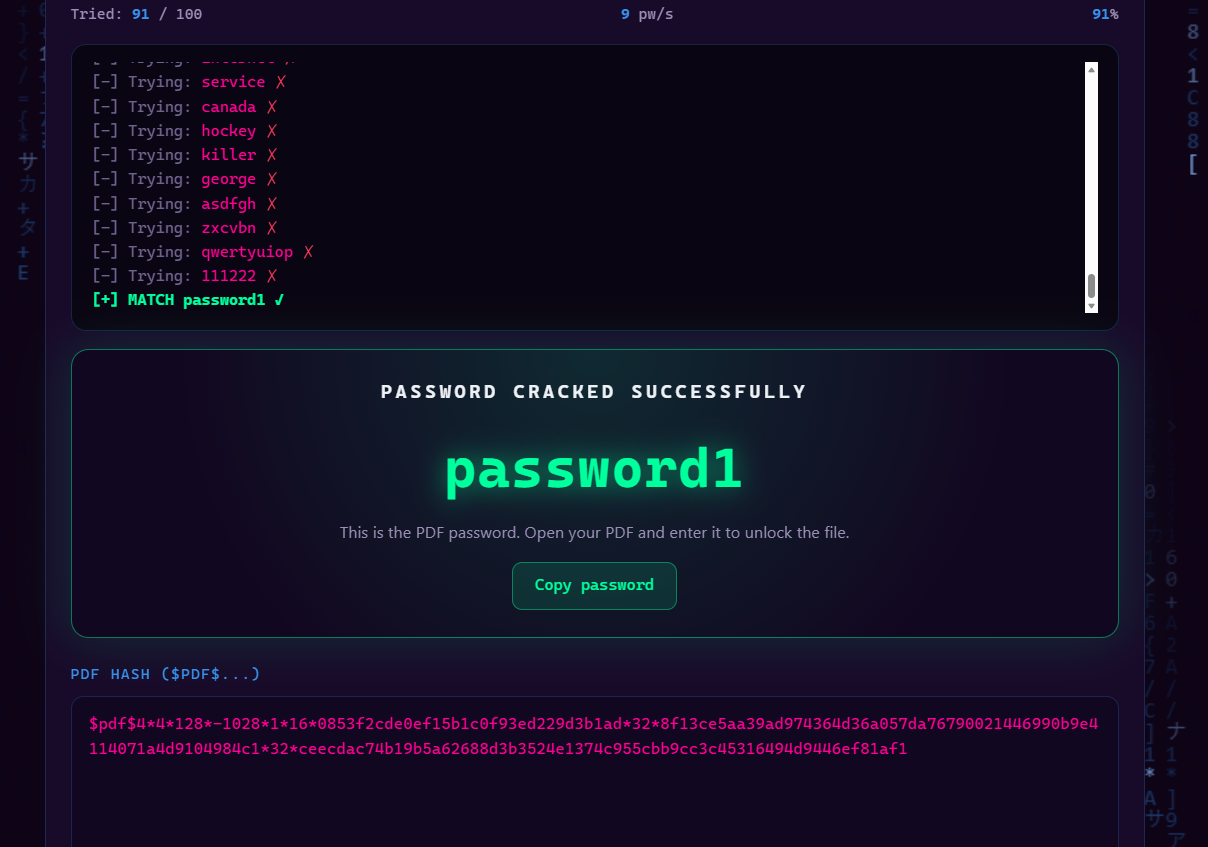 Tried: 91 / 100 9 pw/s 91%
[-] Trying: service ✗
[-] Trying: canada ✗
[-] Trying: hockey ✗
[-] Trying: killer ✗
[-] Trying: george ✗
[-] Trying: asdfgh ✗
[-] Trying: zxcvbn ✗
[-] Trying: qwertyuiop ✗
[-] Trying: 111222 ✗
[+] MATCH password1 ✓
PASSWORD CRACKED SUCCESSFULLY
password1
This is the PDF password. Open your PDF and enter it to unlock the file.
Copy password
PDF HASH ($PDF$...)
$pdf$4*4*128*-1028*1*16*0853f2cde0ef15b1c0f93ed229d3b1ad*32*8f13ce5aa39ad974364d36a057da76790021446990b9e4
114071a4d9104984c1*32*ceecdac74b19b5a62688d3b3524e1374c955cbb9cc3c45316494d9446ef81af1